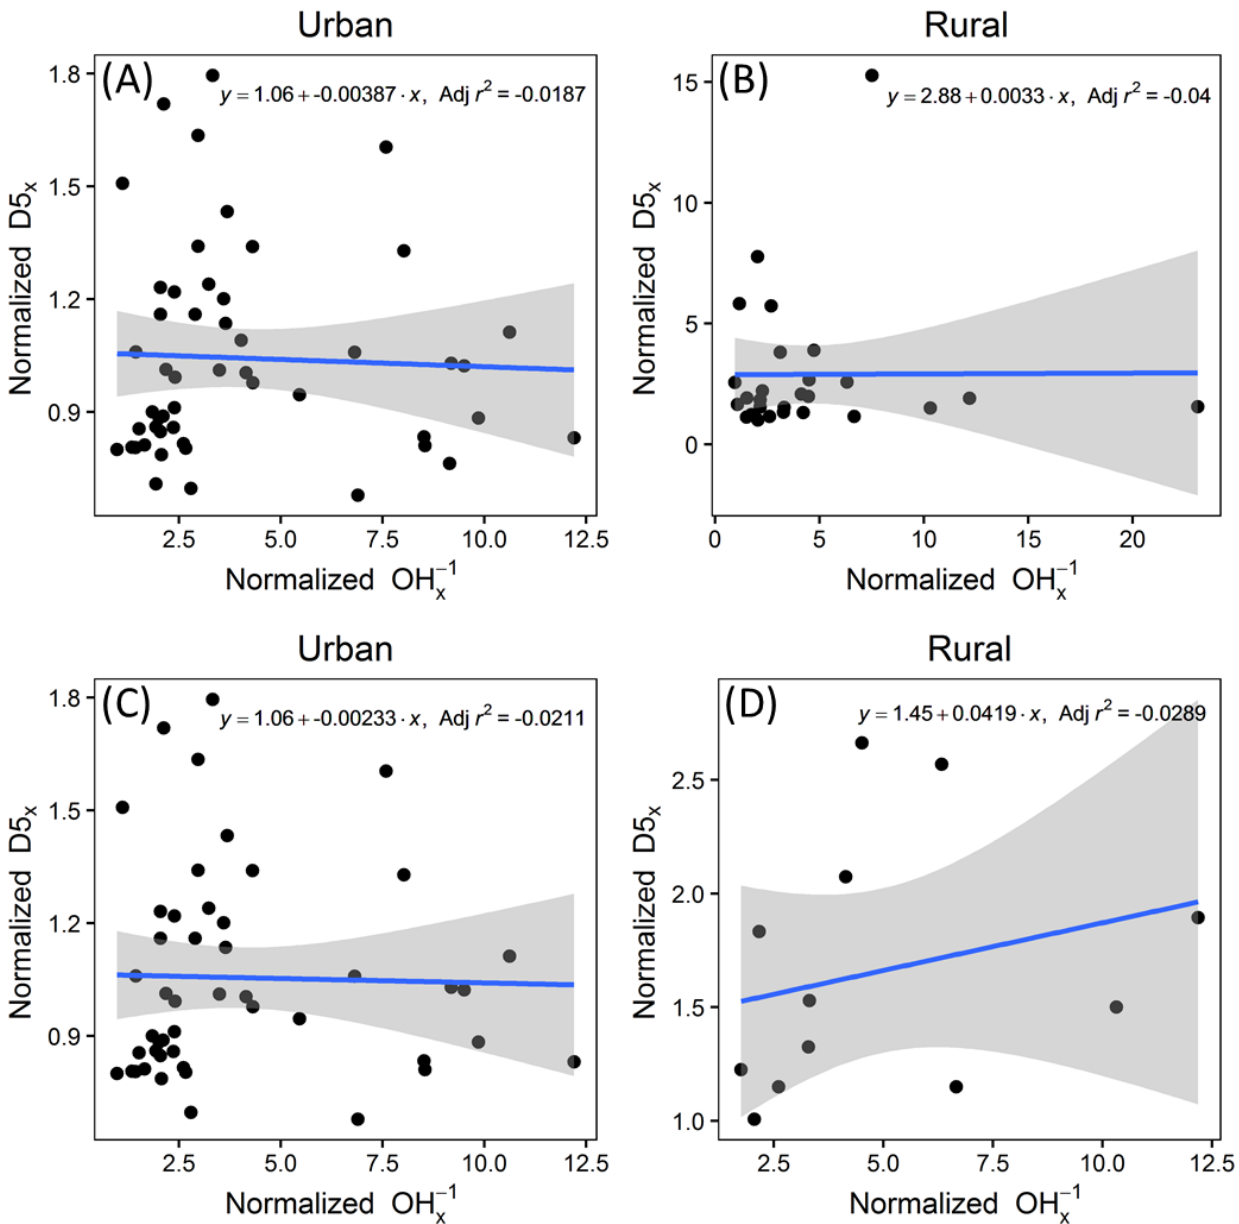 Urban
(A)
y = 1.06 + -0.00387 · x, Adj r² = -0.0187
1.8
1.5
1.2
0.9
Normalized D5ₓ
2.5 5.0 7.5 10.0 12.5
Normalized OHₓ⁻¹
Rural
(B)
y = 2.88 + 0.0033 · x, Adj r² = -0.04
15
10
5
0
Normalized D5ₓ
0 5 10 15 20
Normalized OHₓ⁻¹
Urban
(C)
y = 1.06 + -0.00233 · x, Adj r² = -0.0211
1.8
1.5
1.2
0.9
Normalized D5ₓ
2.5 5.0 7.5 10.0 12.5
Normalized OHₓ⁻¹
Rural
(D)
y = 1.45 + 0.0419 · x, Adj r² = -0.0289
2.5
2.0
1.5
1.0
Normalized D5ₓ
2.5 5.0 7.5 10.0 12.5
Normalized OHₓ⁻¹